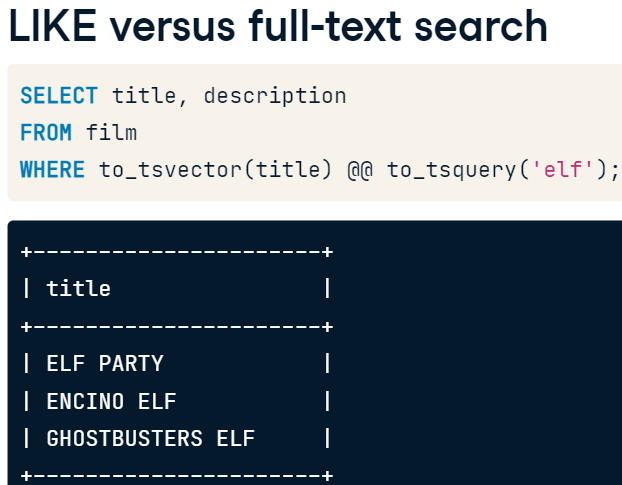 LIKE versus full-text search
SELECT title, description
FROM film
WHERE to_tsvector(title) @@ to_tsquery('elf');
+----------------------+
| title                |
+----------------------+
| ELF PARTY            |
| ENCINO ELF           |
| GHOSTBUSTERS ELF     |
+----------------------+